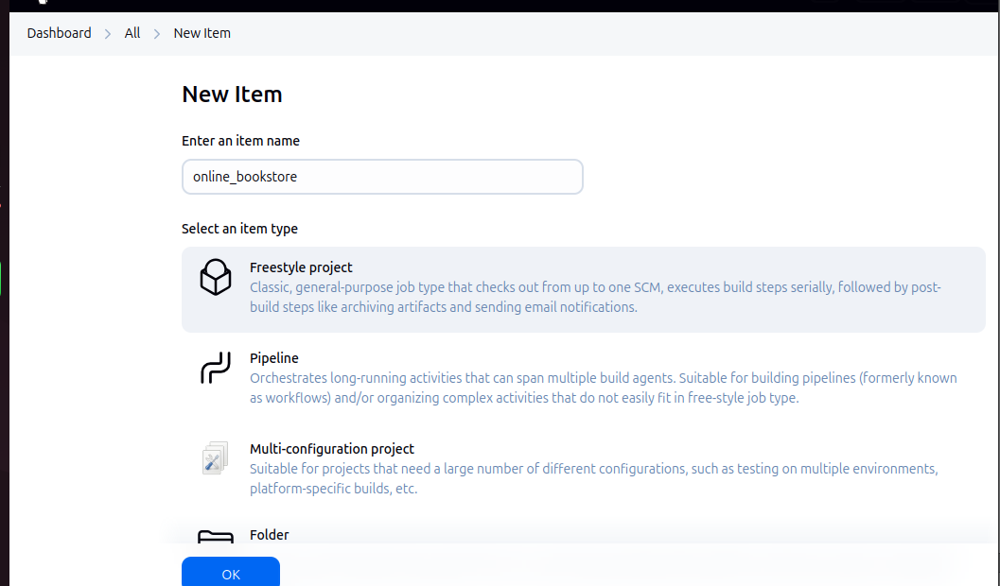 Dashboard > All > New Item
New Item
Enter an item name
online_bookstore
Select an item type
Freestyle project
Classic, general-purpose job type that checks out from up to one SCM, executes build steps serially, followed by post-
build steps like archiving artifacts and sending email notifications.
Pipeline
Orchestrates long-running activities that can span multiple build agents. Suitable for building pipelines (formerly known
as workflows) and/or organizing complex activities that do not easily fit in free-style job type.
Multi-configuration project
Suitable for projects that need a large number of different configurations, such as testing on multiple environments,
platform-specific builds, etc.
Folder
OK